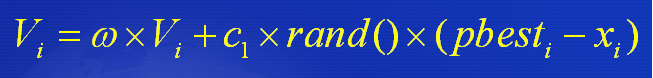 V_i = ω × V_i + c_1 × rand() × (pbest_i − x_i)